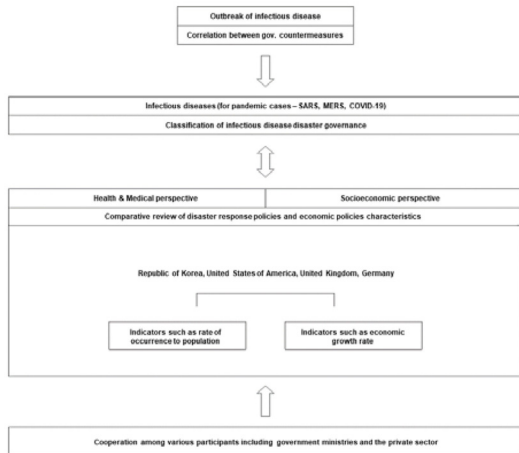 Outbreak of infectious disease
Correlation between gov. countermeasures
Infectious diseases (for pandemic cases – SARS, MERS, COVID-19)
Classification of infectious disease disaster governance
Health & Medical perspective
Socioeconomic perspective
Comparative review of disaster response policies and economic policies characteristics
Republic of Korea, United States of America, United Kingdom, Germany
Indicators such as rate of
occurrence to population
Indicators such as economic
growth rate
Cooperation among various participants including government ministries and the private sector